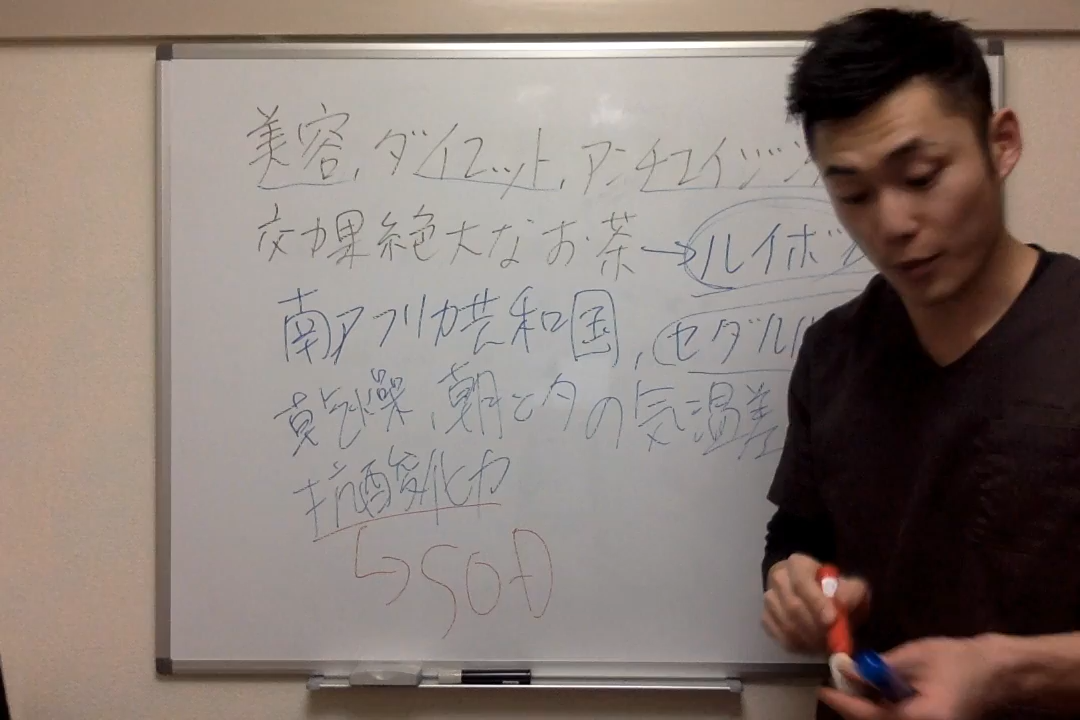 美容,ダイエット,アンチエイジン
効果絶大なお茶→ルイボ
南アフリカ共和国,セダル
乾燥,朝と夕の気温差
抗酸化力
↳SOD